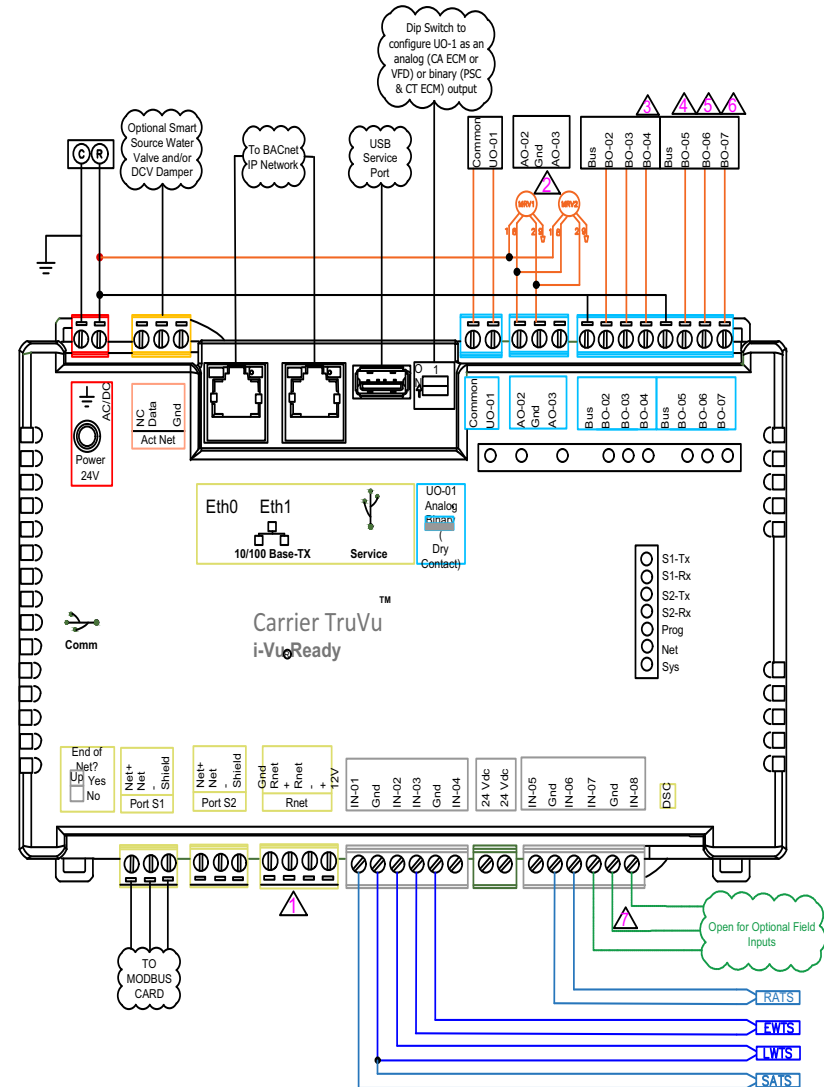 Dip Switch to
configure UO-1 as an
analog (CA ECM or
VFD) or binary (PSC
& CT ECM) output
Optional Smart
Source Water
Valve and/or
DCV Damper
To BACnet
IP Network
USB
Service
Port
C R
Common
UO-01
AO-02
Gnd
AO-03
Bus
BO-02
BO-03
BO-04
Bus
BO-05
BO-06
BO-07
3
4
5
6
2
MRV1
MRV2
1 8 2 9
1 8 2 9
AC/DC
Power
24V
NC
Data
Gnd
Act Net
O 1
Common
UO-01
AO-02
Gnd
AO-03
Bus
BO-02
BO-03
BO-04
Bus
BO-05
BO-06
BO-07
Eth0 Eth1
10/100 Base-TX
Service
UO-01
Analog
Binary
(
Dry
Contact)
S1-Tx
S1-Rx
S2-Tx
S2-Rx
Prog
Net
Sys
Comm
Carrier TruVu
TM
i-Vu Ready
End of
Net?
Up Yes
No
Net+
Net
-
Shield
Port S1
Net+
Net
-
Shield
Port S2
Gnd
Rnet
+
Rnet
-
+
12V
Rnet
IN-01
Gnd
IN-02
IN-03
Gnd
IN-04
24 Vdc
24 Vdc
IN-05
Gnd
IN-06
IN-07
Gnd
IN-08
DSC
1
7
TO
MODBUS
CARD
Open for Optional Field
Inputs
RATS
EWTS
LWTS
SATS